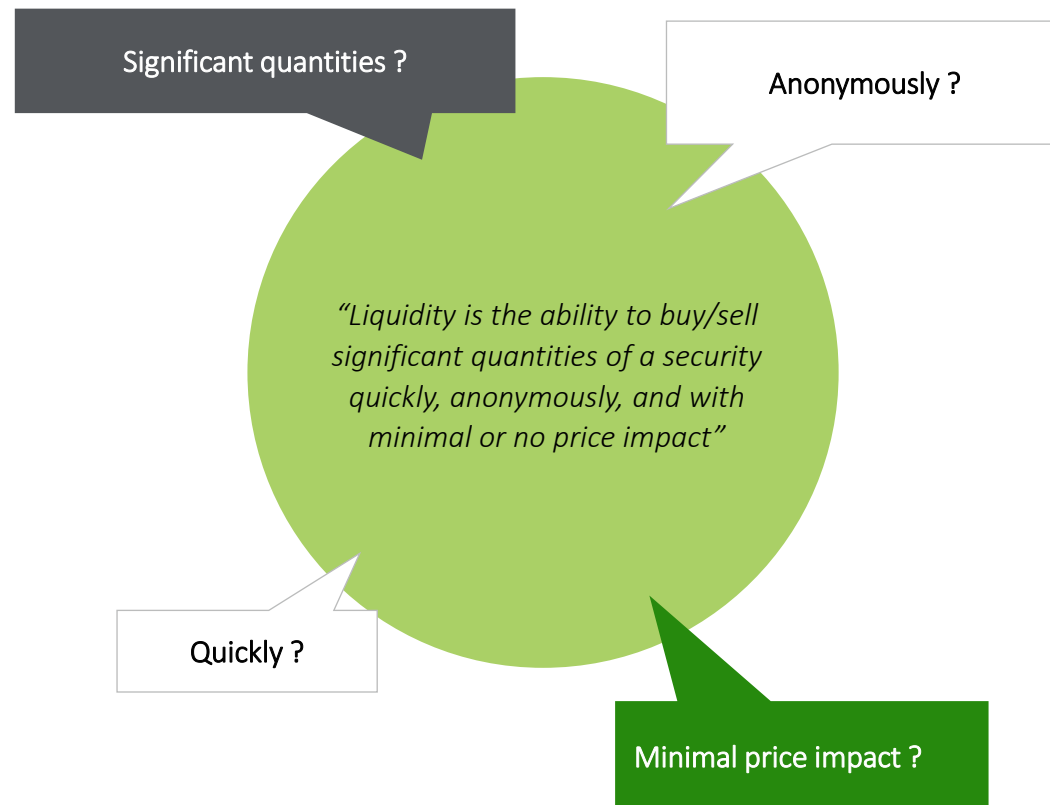 Significant quantities ?
Anonymously ?
“Liquidity is the ability to buy/sell
significant quantities of a security
quickly, anonymously, and with
minimal or no price impact”
Quickly ?
Minimal price impact ?